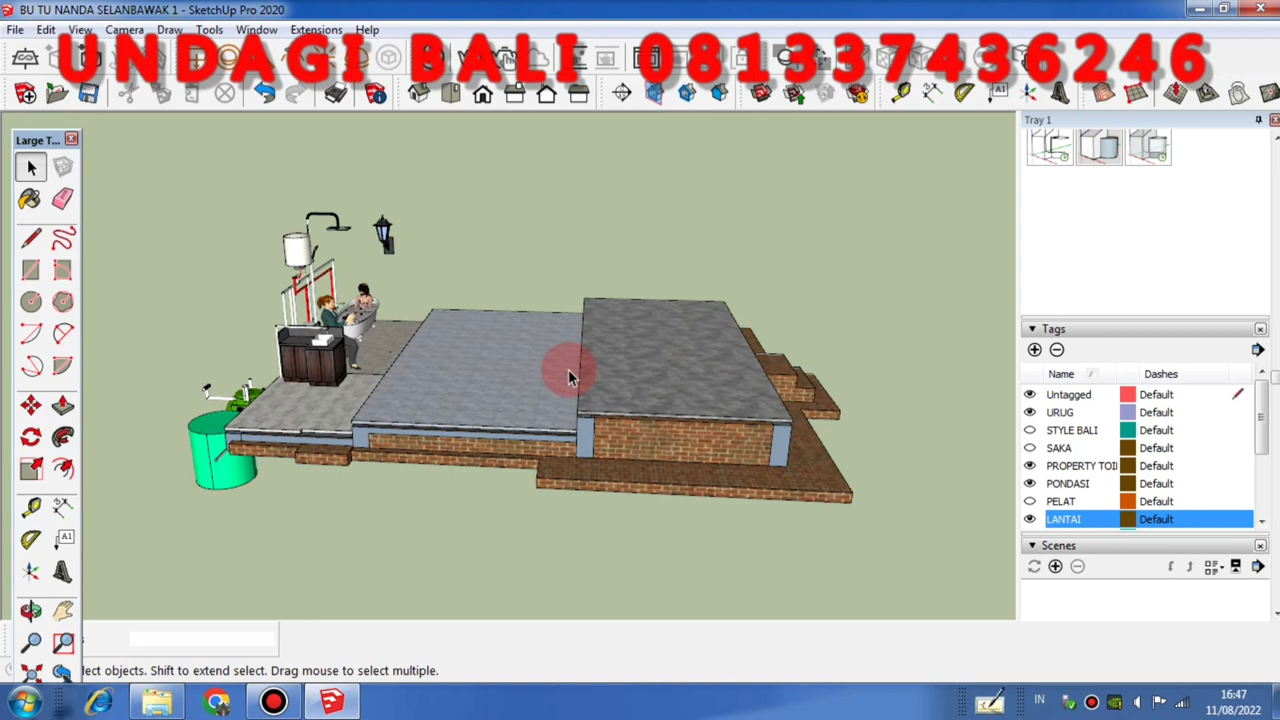 BU TU NANDA SELANBAWAK 1 - SketchUp Pro 2020
File Edit View Camera Draw Tools Window Extensions Help
UNDAGI BALI 081337436246
Large T...
Tray 1
Tags
Name Dashes
Untagged Default
URUG Default
STYLE BALI Default
SAKA Default
PROPERTY TOI Default
PONDASI Default
PELAT Default
LANTAI Default
Scenes
lect objects. Shift to extend select. Drag mouse to select multiple.
IN
16:47
11/08/2022